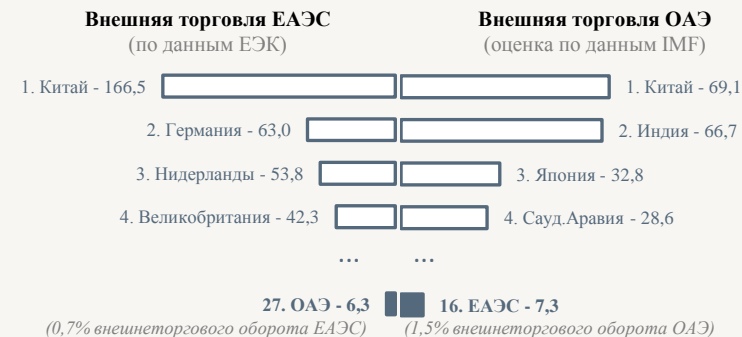 Внешняя торговля ЕАЭС
(по данным ЕЭК)
1. Китай - 166,5
2. Германия - 63,0
3. Нидерланды - 53,8
4. Великобритания - 42,3
...
27. ОАЭ - 6,3
(0,7% внешнеторгового оборота ЕАЭС)
Внешняя торговля ОАЭ
(оценка по данным IMF)
1. Китай - 69,1
2. Индия - 66,7
3. Япония - 32,8
4. Сауд.Аравия - 28,6
...
16. ЕАЭС - 7,3
(1,5% внешнеторгового оборота ОАЭ)